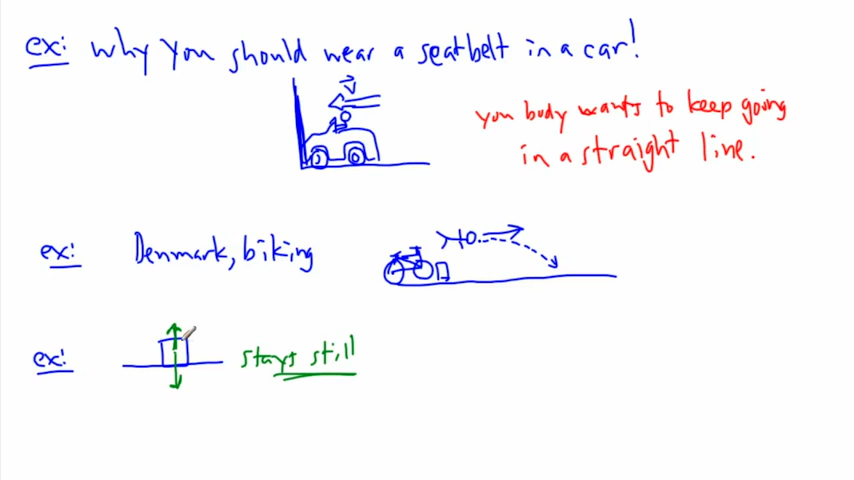 ex: Why You should wear a seatbelt in a car!
v
you body wants to keep going
in a straight line.
ex: Denmark, biking
ex: stays still